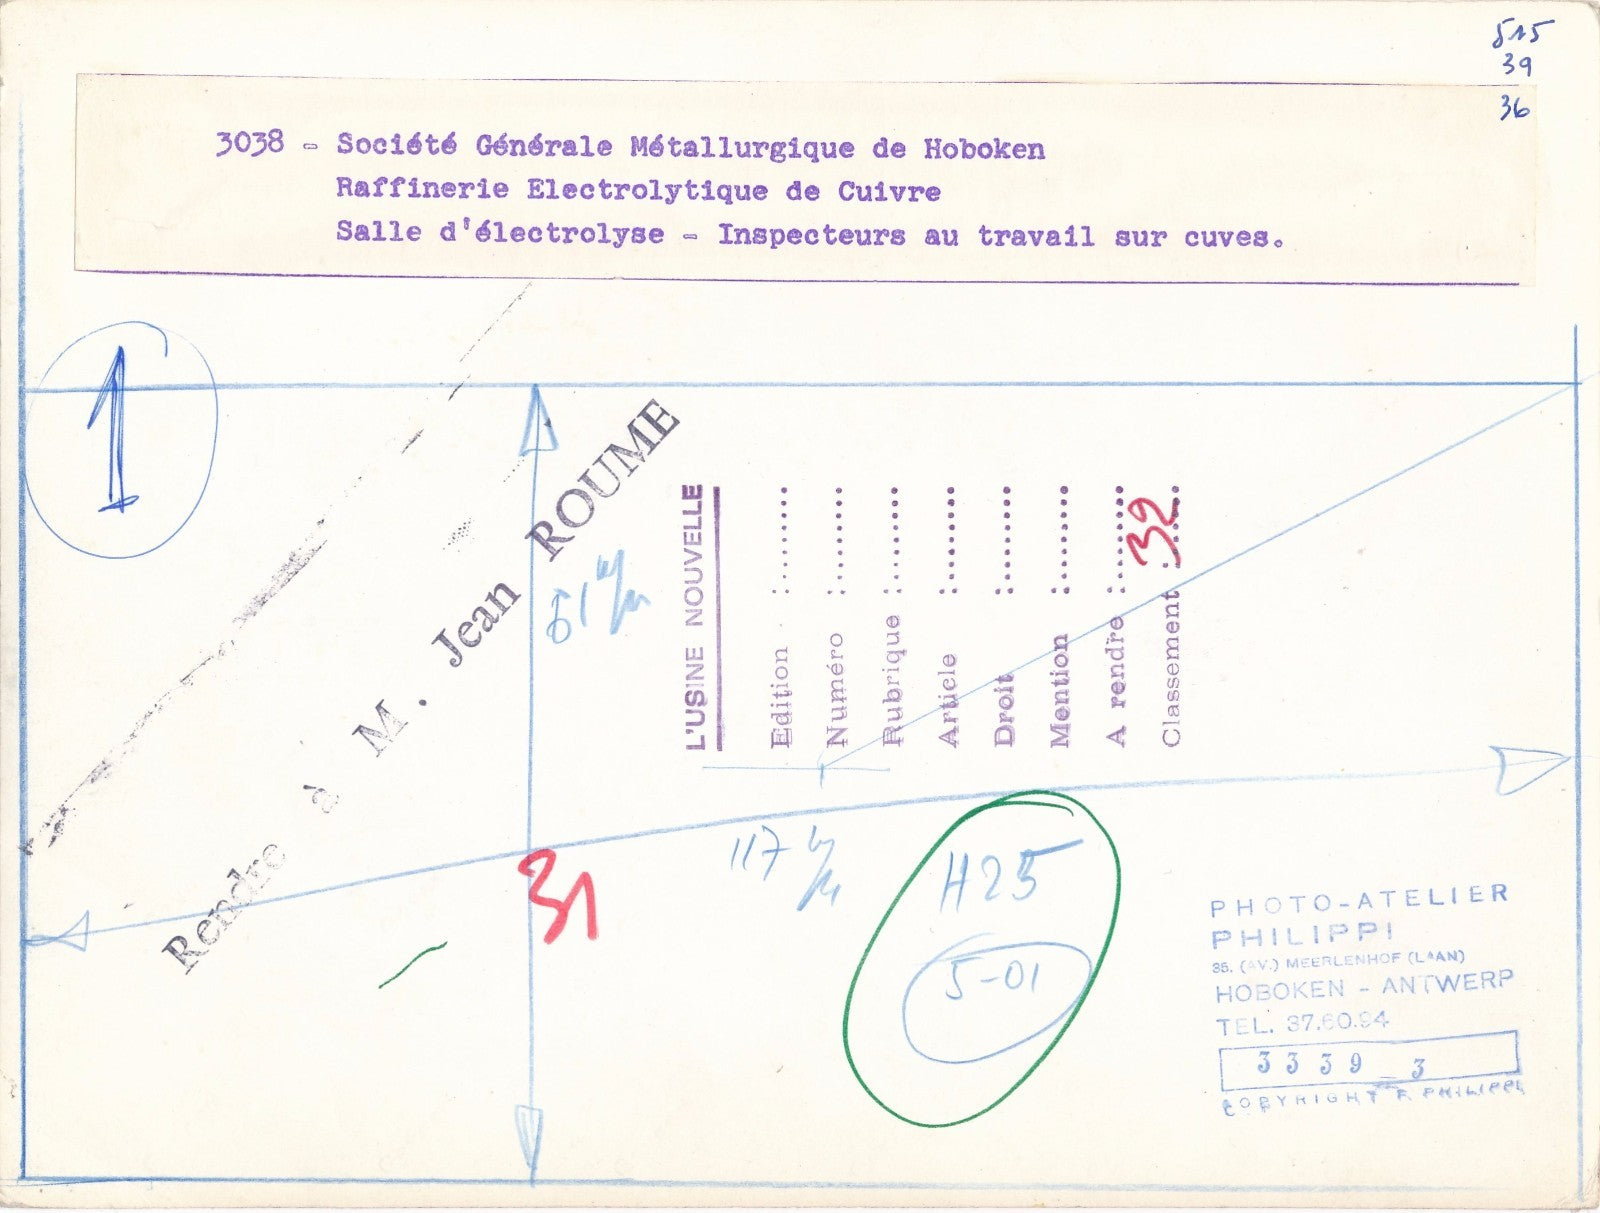 515
39
36
3038 - Société Générale Métallurgique de Hoboken
Raffinerie Electrolytique de Cuivre
Salle d'électrolyse - Inspecteurs au travail sur cuves.
1
Rendre à M. Jean ROUME
L'USINE NOUVELLE
Edition :........
Numéro :........
Rubrique :........
Article :........
Droit :........
Mention :........
A rendre :........
Classement :........
32
31
117
H25
5-01
PHOTO-ATELIER
PHILIPPI
35. (AV.) MEERLENHOF (LAAN)
HOBOKEN - ANTWERP
TEL. 37.60.94
3339_3
COPYRIGHT F. PHILIPPI